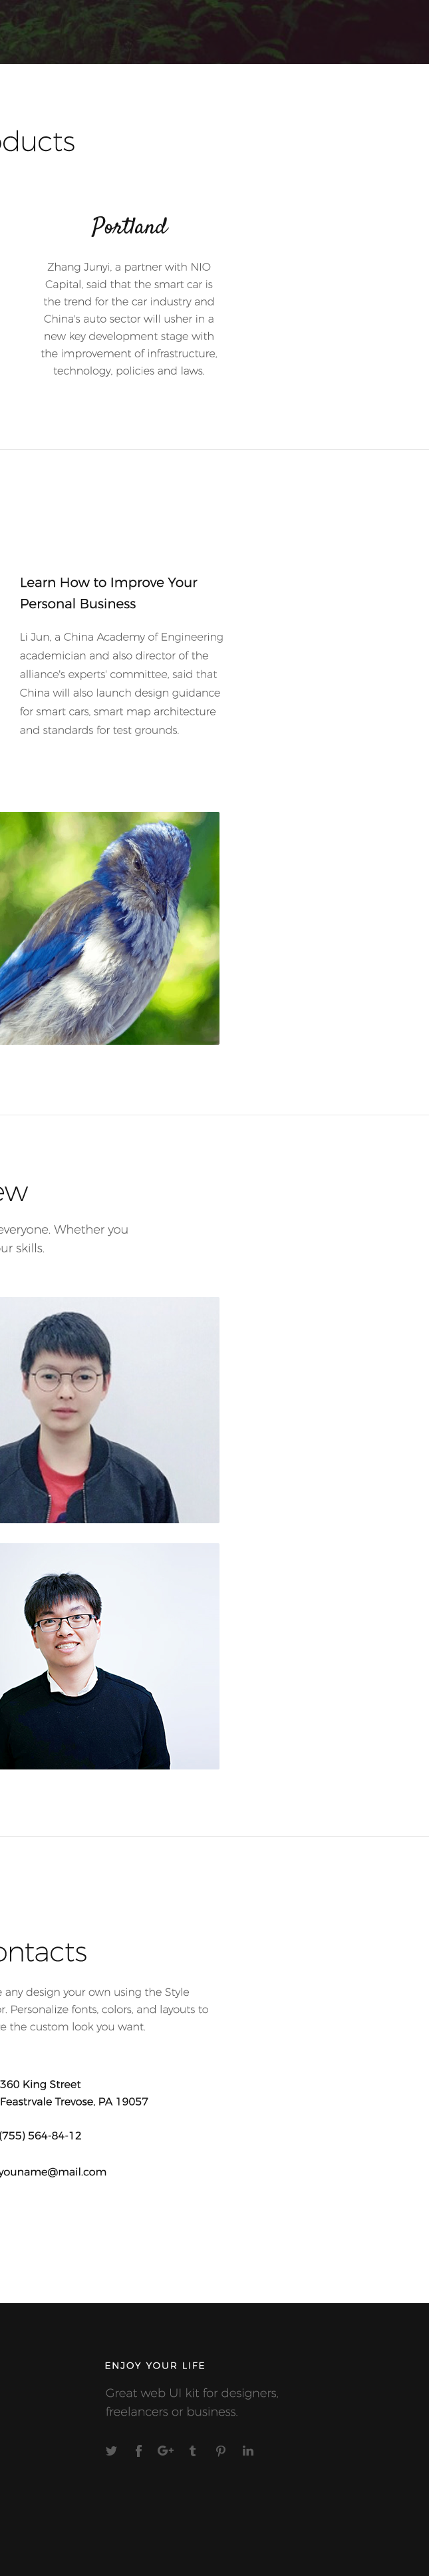 oducts
Portland
Zhang Junyi, a partner with NIO
Capital, said that the smart car is
the trend for the car industry and
China's auto sector will usher in a
new key development stage with
the improvement of infrastructure,
technology, policies and laws.
Learn How to Improve Your
Personal Business
Li Jun, a China Academy of Engineering
academician and also director of the
alliance's experts' committee, said that
China will also launch design guidance
for smart cars, smart map architecture
and standards for test grounds.
ew
everyone. Whether you
ur skills.
ontacts
e any design your own using the Style
or. Personalize fonts, colors, and layouts to
e the custom look you want.
360 King Street
Feastrvale Trevose, PA 19057
(755) 564-84-12
youname@mail.com
ENJOY YOUR LIFE
Great web UI kit for designers,
freelancers or business.